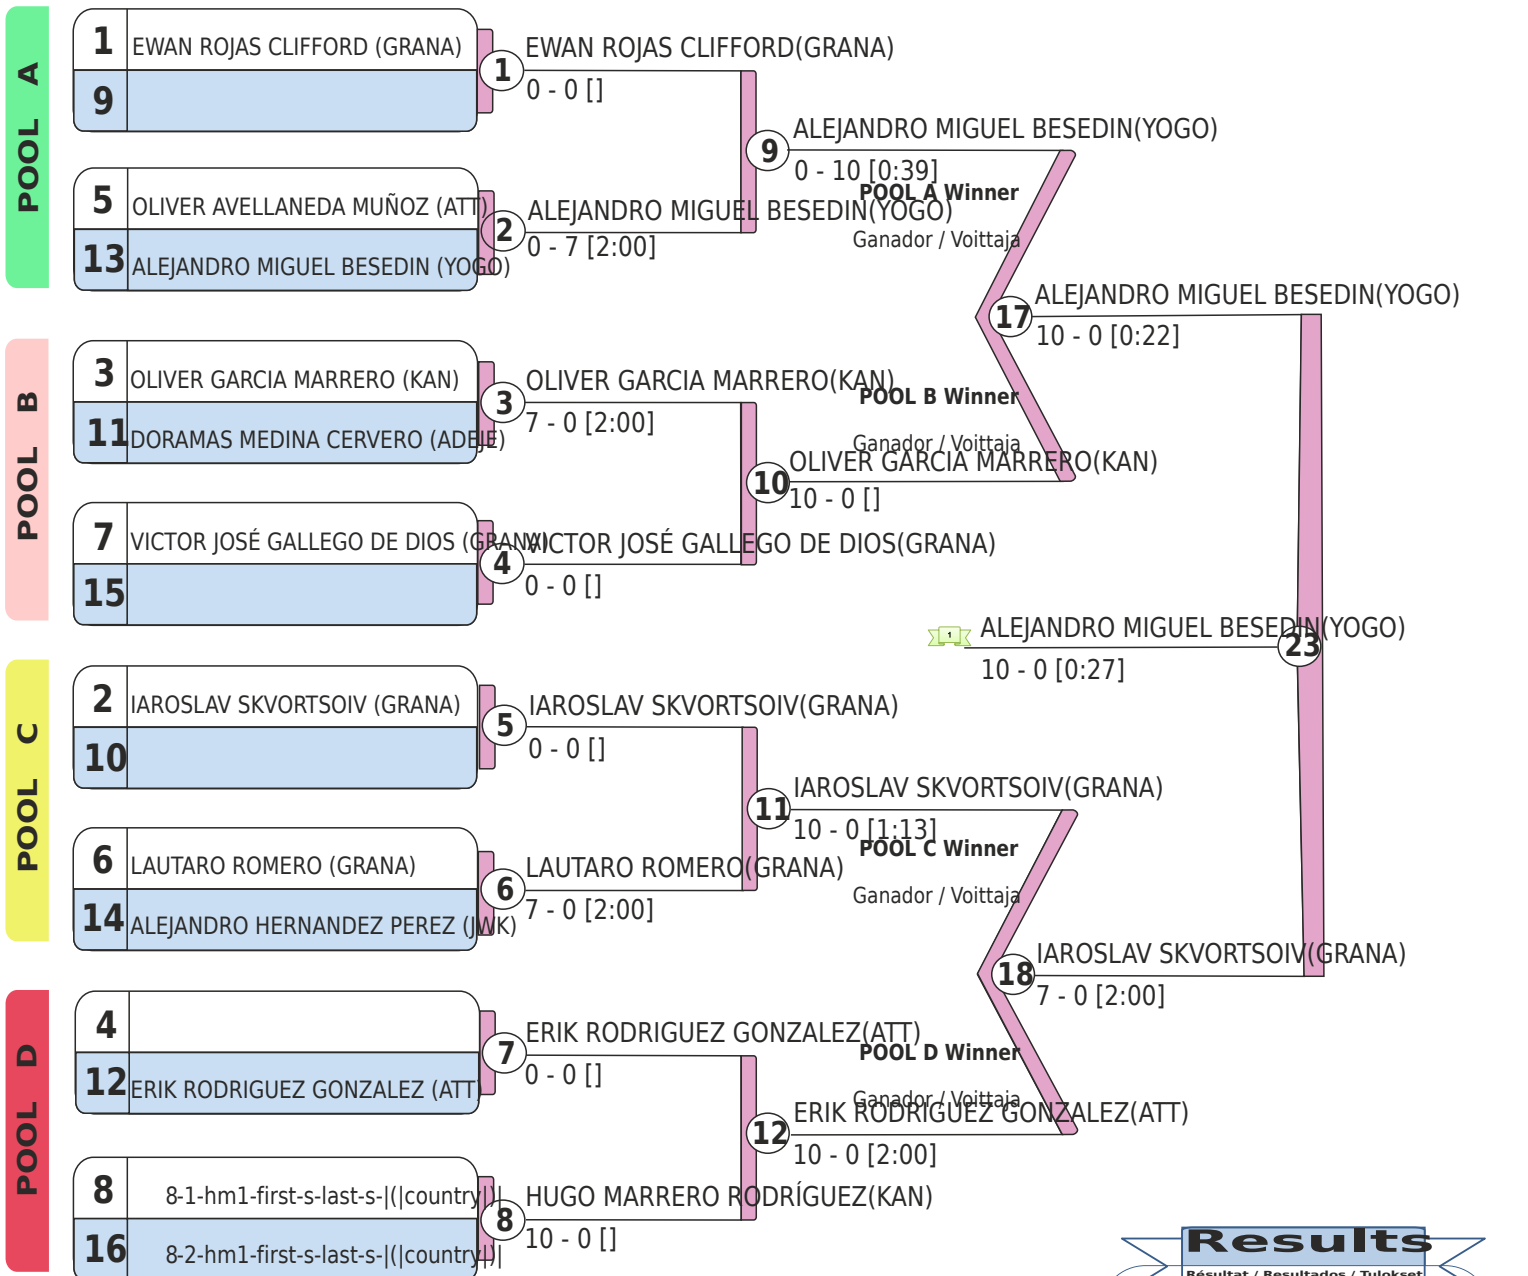 POOL A
1 EWAN ROJAS CLIFFORD (GRANA)
9
1 EWAN ROJAS CLIFFORD(GRANA)
0 - 0 []
5 OLIVER AVELLANEDA MUÑOZ (ATT)
13 ALEJANDRO MIGUEL BESEDIN (YOGO)
2 ALEJANDRO MIGUEL BESEDIN(YOGO)
0 - 7 [2:00]
9 ALEJANDRO MIGUEL BESEDIN(YOGO)
0 - 10 [0:39]
POOL A Winner
Ganador / Voittaja
17 ALEJANDRO MIGUEL BESEDIN(YOGO)
10 - 0 [0:22]
POOL B
3 OLIVER GARCIA MARRERO (KAN)
11 DORAMAS MEDINA CERVERO (ADEJE)
3 OLIVER GARCIA MARRERO(KAN)
7 - 0 [2:00]
POOL B Winner
Ganador / Voittaja
10 OLIVER GARCIA MARRERO(KAN)
10 - 0 []
7 VICTOR JOSÉ GALLEGO DE DIOS (GRANA)
15
4 VICTOR JOSÉ GALLEGO DE DIOS(GRANA)
0 - 0 []
1 ALEJANDRO MIGUEL BESEDIN(YOGO)
23
10 - 0 [0:27]
POOL C
2 IAROSLAV SKVORTSOIV (GRANA)
10
5 IAROSLAV SKVORTSOIV(GRANA)
0 - 0 []
11 IAROSLAV SKVORTSOIV(GRANA)
10 - 0 [1:13]
POOL C Winner
Ganador / Voittaja
6 LAUTARO ROMERO (GRANA)
14 ALEJANDRO HERNANDEZ PEREZ (JWK)
6 LAUTARO ROMERO(GRANA)
7 - 0 [2:00]
18 IAROSLAV SKVORTSOIV(GRANA)
7 - 0 [2:00]
POOL D
4
12 ERIK RODRIGUEZ GONZALEZ (ATT)
7 ERIK RODRIGUEZ GONZALEZ(ATT)
0 - 0 []
POOL D Winner
Ganador / Voittaja
12 ERIK RODRIGUEZ GONZALEZ(ATT)
10 - 0 [2:00]
8 8-1-hm1-first-s-last-s-|(|country|)|
16 8-2-hm1-first-s-last-s-|(|country|)|
8 HUGO MARRERO RODRÍGUEZ(KAN)
10 - 0 []
Results
Résultat / Resultados / Tulokset